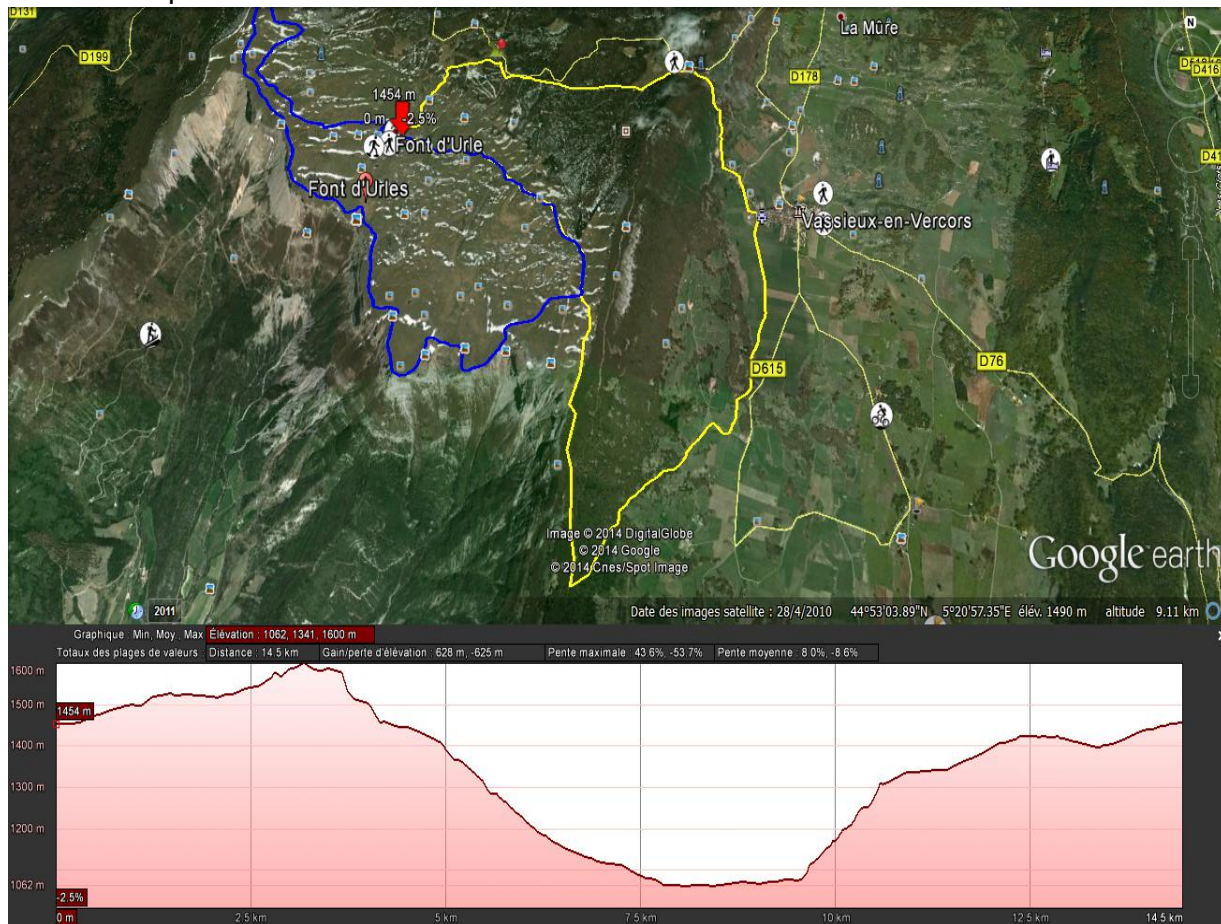 D131
D199
La Mûre
N
D178
D416
D41
1454 m
0 m -2.5%
Font d'Urle
Font d'Urles
Vassieux-en-Vercors
D615
D76
Image © 2014 DigitalGlobe
© 2014 Google
© 2014 Cnes/Spot Image
Google earth
2011
Date des images satellite : 28/4/2010 44°53'03.89"N 5°20'57.35"E élév. 1490 m altitude 9.11 km
Graphique : Min, Moy., Max Élévation : 1062, 1341, 1600 m
Totaux des plages de valeurs Distance : 14.5 km Gain/perte d'élévation : 628 m, -625 m Pente maximale : 43.6%, -53.7% Pente moyenne : 8.0%, -8.6%
1600 m
1500 m
1454 m
1400 m
1300 m
1200 m
1062 m
-2.5%
0 m 2.5 km 5 km 7.5 km 10 km 12.5 km 14.5 km